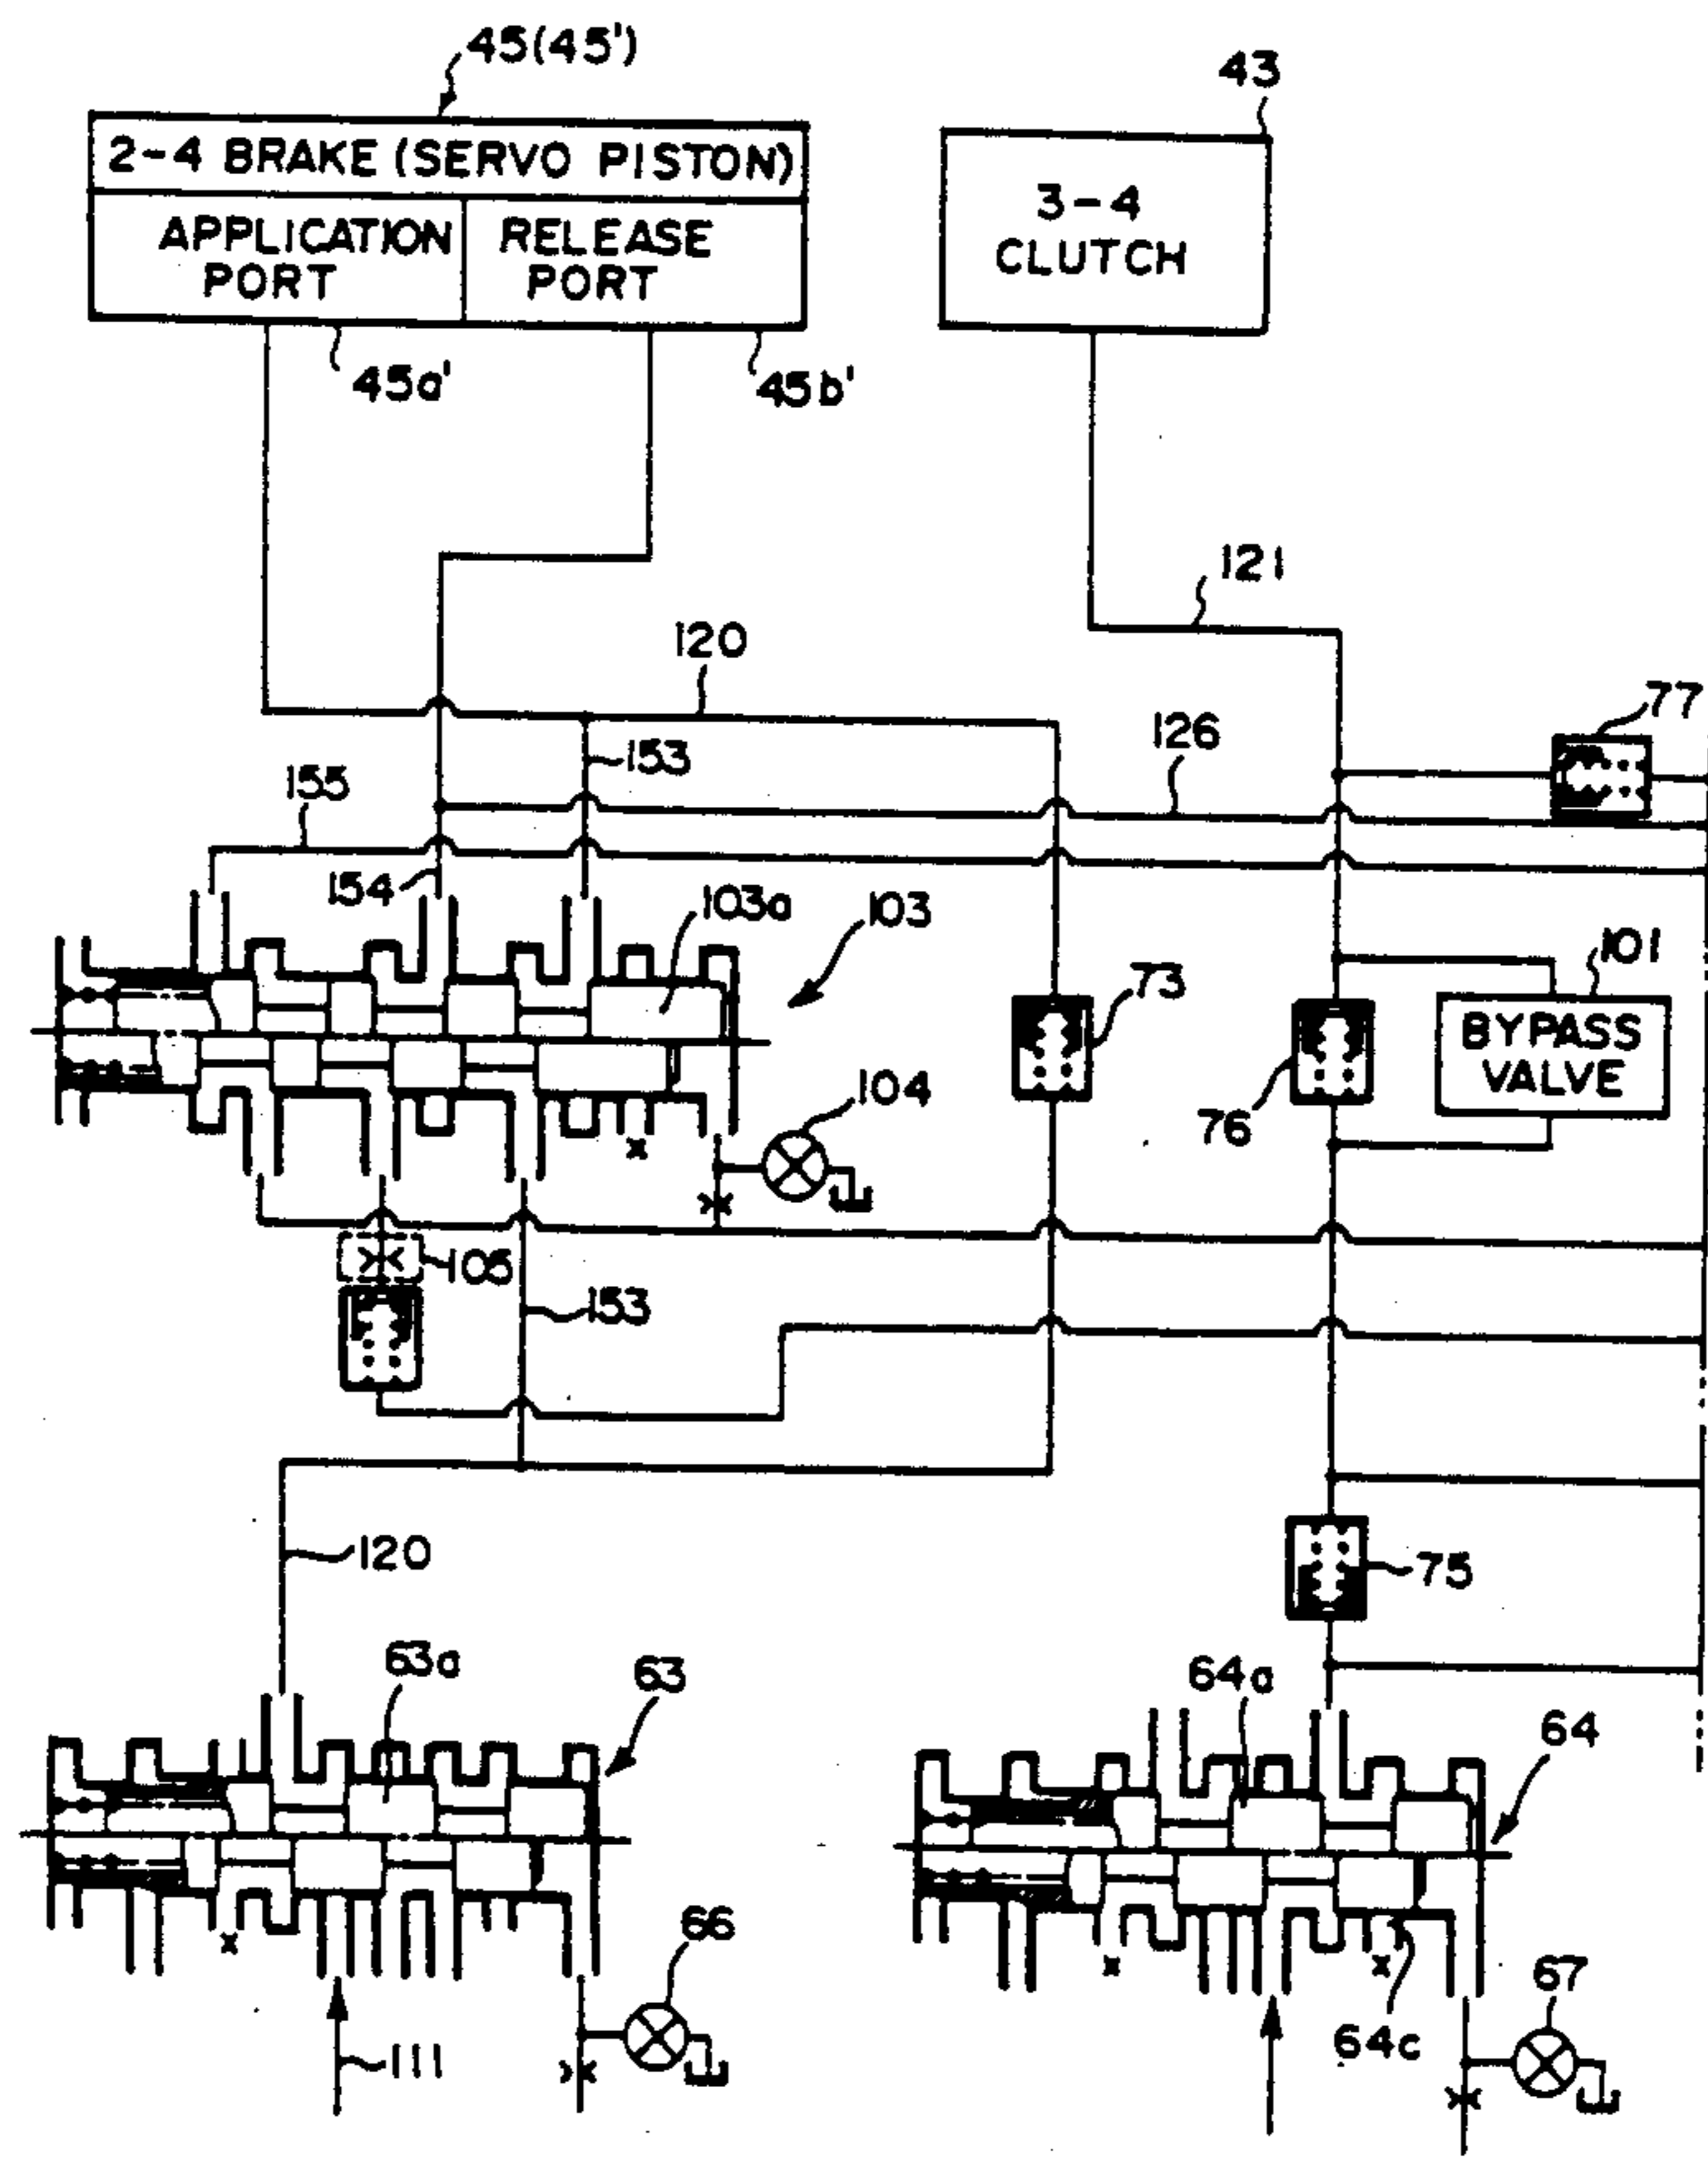 45(45')
43
2-4 BRAKE (SERVO PISTON)
APPLICATION PORT
RELEASE PORT
3-4
CLUTCH
45a'
45b'
121
120
77
126
153
155
154
103a
103
101
73
BYPASS
VALVE
76
104
105
153
120
75
63a
63
64a
64
66
67
64c
111